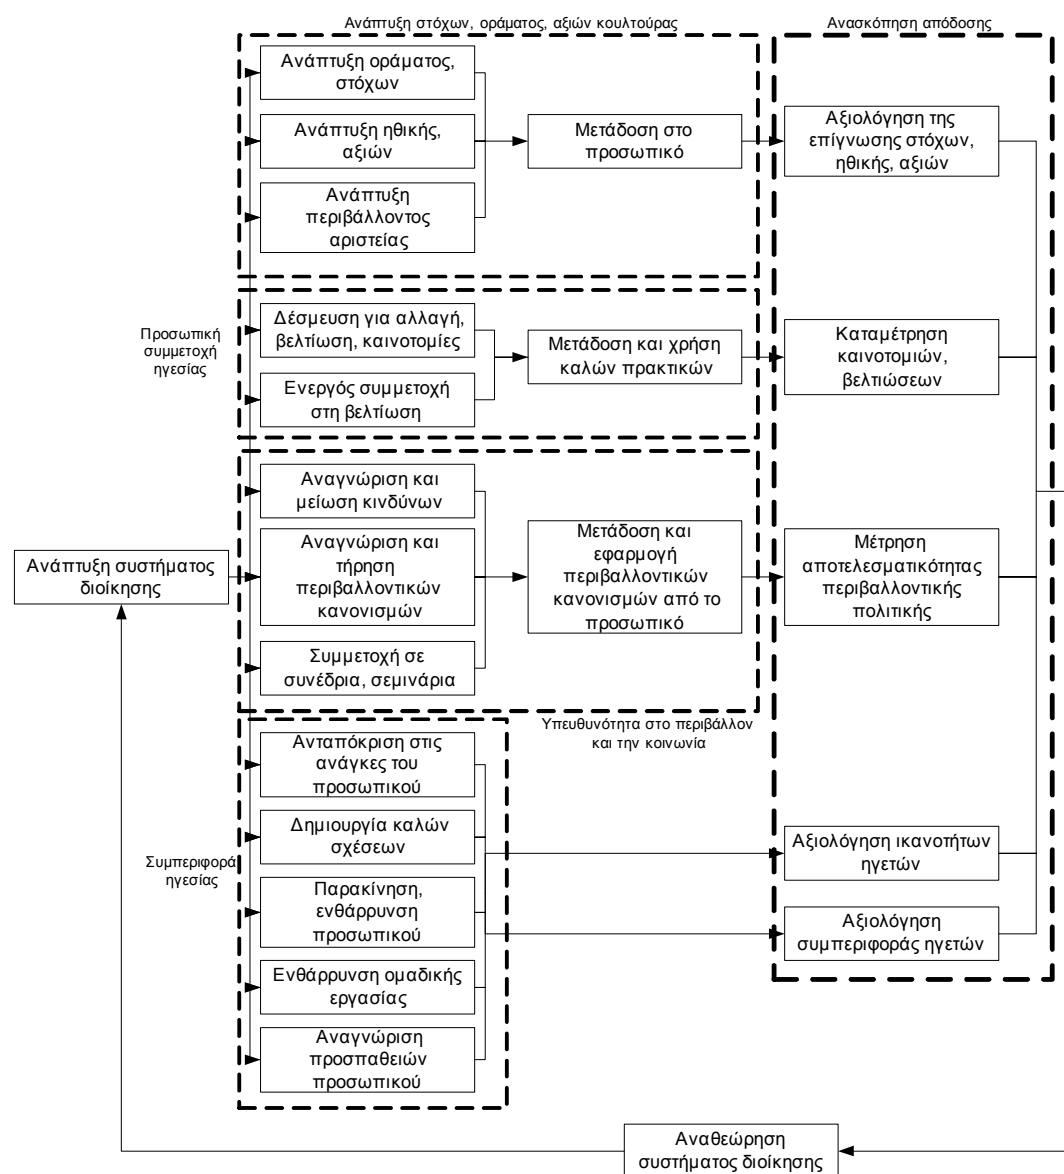 Ανάπτυξη στόχων, οράματος, αξιών κουλτούρας
Ανασκόπηση απόδοσης
Ανάπτυξη οράματος,
στόχων
Ανάπτυξη ηθικής,
αξιών
Ανάπτυξη
περιβάλλοντος
αριστείας
Μετάδοση στο
προσωπικό
Αξιολόγηση της
επίγνωσης στόχων,
ηθικής, αξιών
Προσωπική
συμμετοχή
ηγεσίας
Δέσμευση για αλλαγή,
βελτίωση, καινοτομίες
Ενεργός συμμετοχή
στη βελτίωση
Μετάδοση και χρήση
καλών πρακτικών
Καταμέτρηση
καινοτομιών,
βελτιώσεων
Ανάπτυξη συστήματος
διοίκησης
Αναγνώριση και
μείωση κινδύνων
Αναγνώριση και
τήρηση
περιβαλλοντικών
κανονισμών
Συμμετοχή σε
συνέδρια, σεμινάρια
Μετάδοση και
εφαρμογή
περιβαλλοντικών
κανονισμών από το
προσωπικό
Μέτρηση
αποτελεσματικότητας
περιβαλλοντικής
πολιτικής
Υπευθυνότητα στο περιβάλλον
και την κοινωνία
Συμπεριφορά
ηγεσίας
Ανταπόκριση στις
ανάγκες του
προσωπικού
Δημιουργία καλών
σχέσεων
Παρακίνηση,
ενθάρρυνση
προσωπικού
Ενθάρρυνση ομαδικής
εργασίας
Αναγνώριση
προσπαθειών
προσωπικού
Αξιολόγηση ικανοτήτων
ηγετών
Αξιολόγηση
συμπεριφοράς ηγετών
Αναθεώρηση
συστήματος διοίκησης